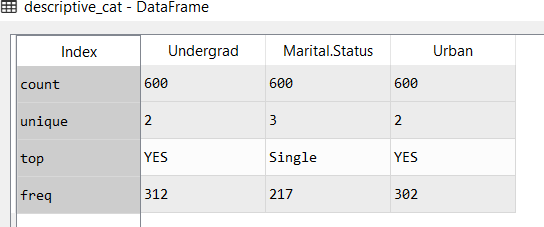 descriptive_cat - DataFrame
Index Undergrad Marital.Status Urban
count 600 600 600
unique 2 3 2
top YES Single YES
freq 312 217 302